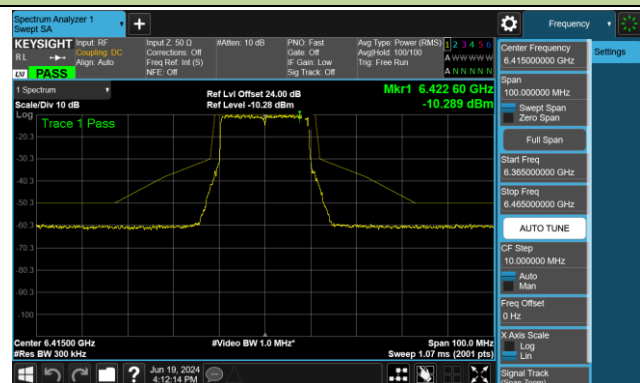 Spectrum Analyzer 1
Swept SA
Frequency
KEYSIGHT
RL
PASS
Input: RF
Coupling: DC
Align: Auto
Input Z: 50 Ω
Corrections: Off
Freq Ref: Int (S)
NFE: Off
#Atten: 10 dB
PNO: Fast
Gate: Off
IF Gain: Low
Sig Track: Off
Avg Type: Power (RMS)
Avg|Hold: 100/100
Trig: Free Run
1 2 3 4 5 6
A W W W W W
A N N N N N
1 Spectrum
Scale/Div 10 dB
Ref Lvl Offset 24.00 dB
Ref Level -10.28 dBm
Mkr1 6.422 60 GHz
-10.289 dBm
Log
Trace 1 Pass
1
-20.3
-30.3
-40.3
-50.3
-60.3
-70.3
-80.3
-90.3
-100
Center 6.41500 GHz
#Res BW 300 kHz
#Video BW 1.0 MHz*
Span 100.0 MHz
Sweep 1.07 ms (2001 pts)
Jun 19, 2024
4:12:14 PM
Center Frequency
6.415000000 GHz
Settings
Span
100.000000 MHz
Swept Span
Zero Span
Full Span
Start Freq
6.365000000 GHz
Stop Freq
6.465000000 GHz
AUTO TUNE
CF Step
10.000000 MHz
Auto
Man
Freq Offset
0 Hz
X Axis Scale
Log
Lin
Signal Track
(Span Zoom)